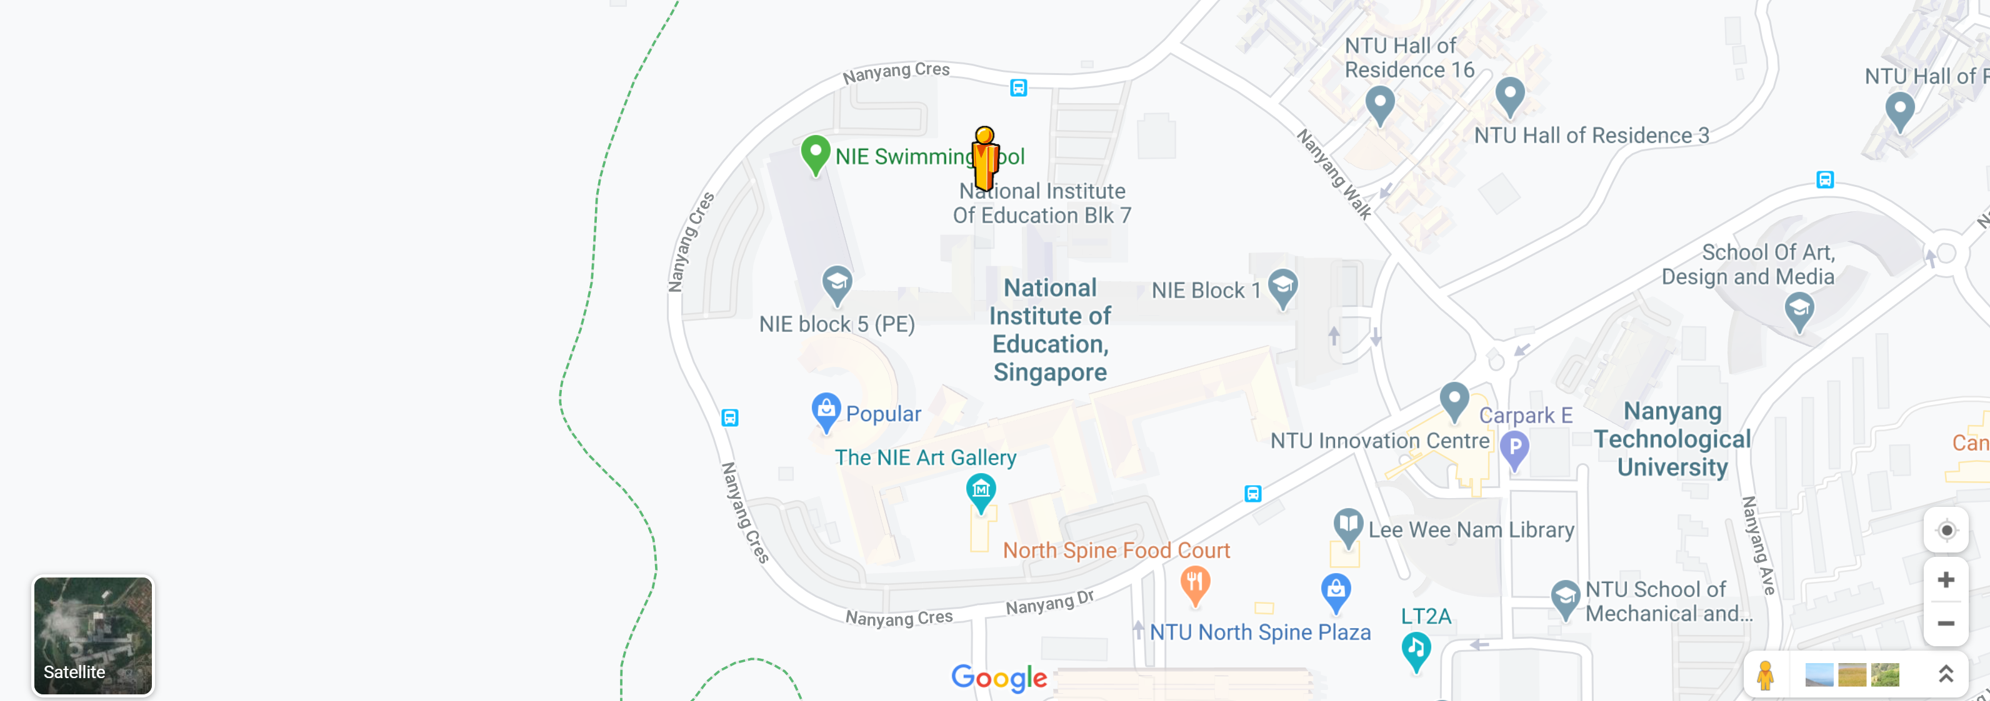 Nanyang Cres
NTU Hall of
Residence 16
NTU Hall of R
NTU Hall of Residence 3
Nanyang Walk
NIE Swimming ool
National Institute
Of Education Blk 7
Nanyang Cres
School Of Art,
Design and Media
NIE Block 1
National
Institute of
Education,
Singapore
NIE block 5 (PE)
Popular
Carpark E
P
Nanyang
Technological
University
NTU Innovation Centre
Can
The NIE Art Gallery
M
Nanyang Cres
Lee Wee Nam Library
Nanyang Ave
North Spine Food Court
Nanyang Dr
Nanyang Cres
NTU School of
Mechanical and...
LT2A
NTU North Spine Plaza
Satellite
Google